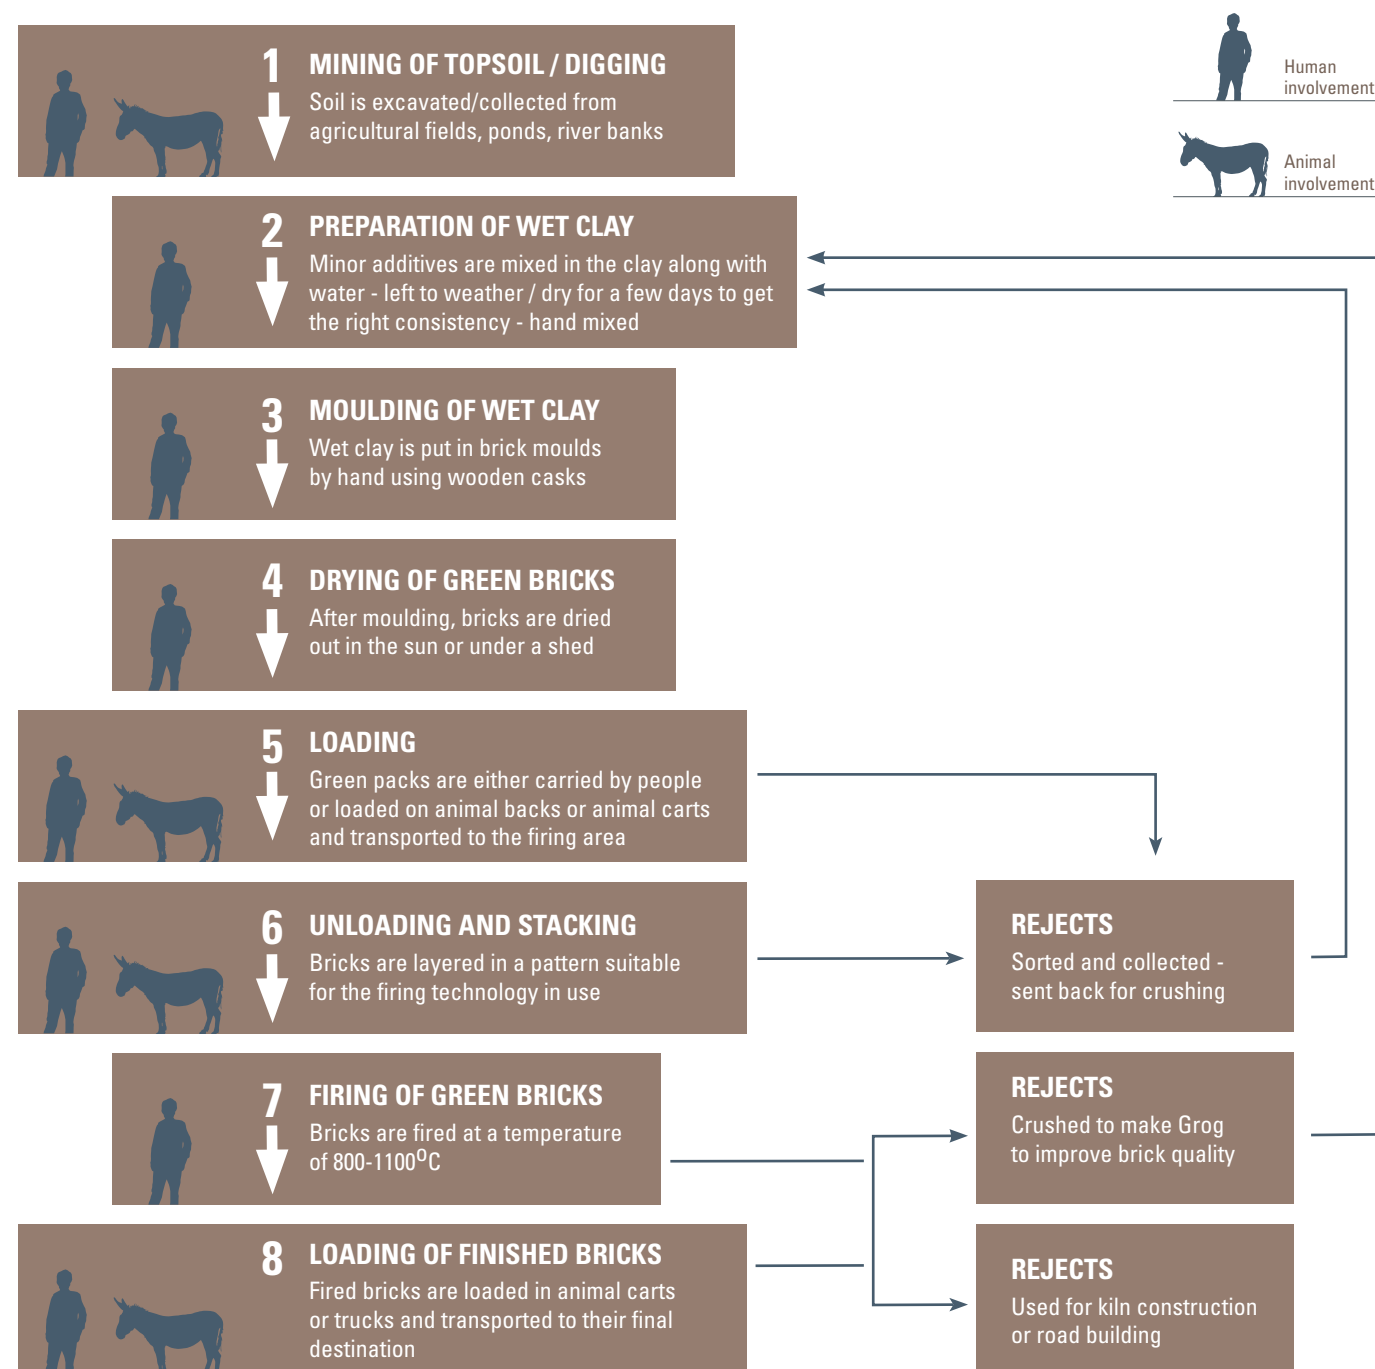 Human
involvement
Animal
involvement
1 MINING OF TOPSOIL / DIGGING
Soil is excavated/collected from
agricultural fields, ponds, river banks
2 PREPARATION OF WET CLAY
Minor additives are mixed in the clay along with
water - left to weather / dry for a few days to get
the right consistency - hand mixed
3 MOULDING OF WET CLAY
Wet clay is put in brick moulds
by hand using wooden casks
4 DRYING OF GREEN BRICKS
After moulding, bricks are dried
out in the sun or under a shed
5 LOADING
Green packs are either carried by people
or loaded on animal backs or animal carts
and transported to the firing area
6 UNLOADING AND STACKING
Bricks are layered in a pattern suitable
for the firing technology in use
REJECTS
Sorted and collected -
sent back for crushing
7 FIRING OF GREEN BRICKS
Bricks are fired at a temperature
of 800-1100ºC
REJECTS
Crushed to make Grog
to improve brick quality
8 LOADING OF FINISHED BRICKS
Fired bricks are loaded in animal carts
or trucks and transported to their final
destination
REJECTS
Used for kiln construction
or road building